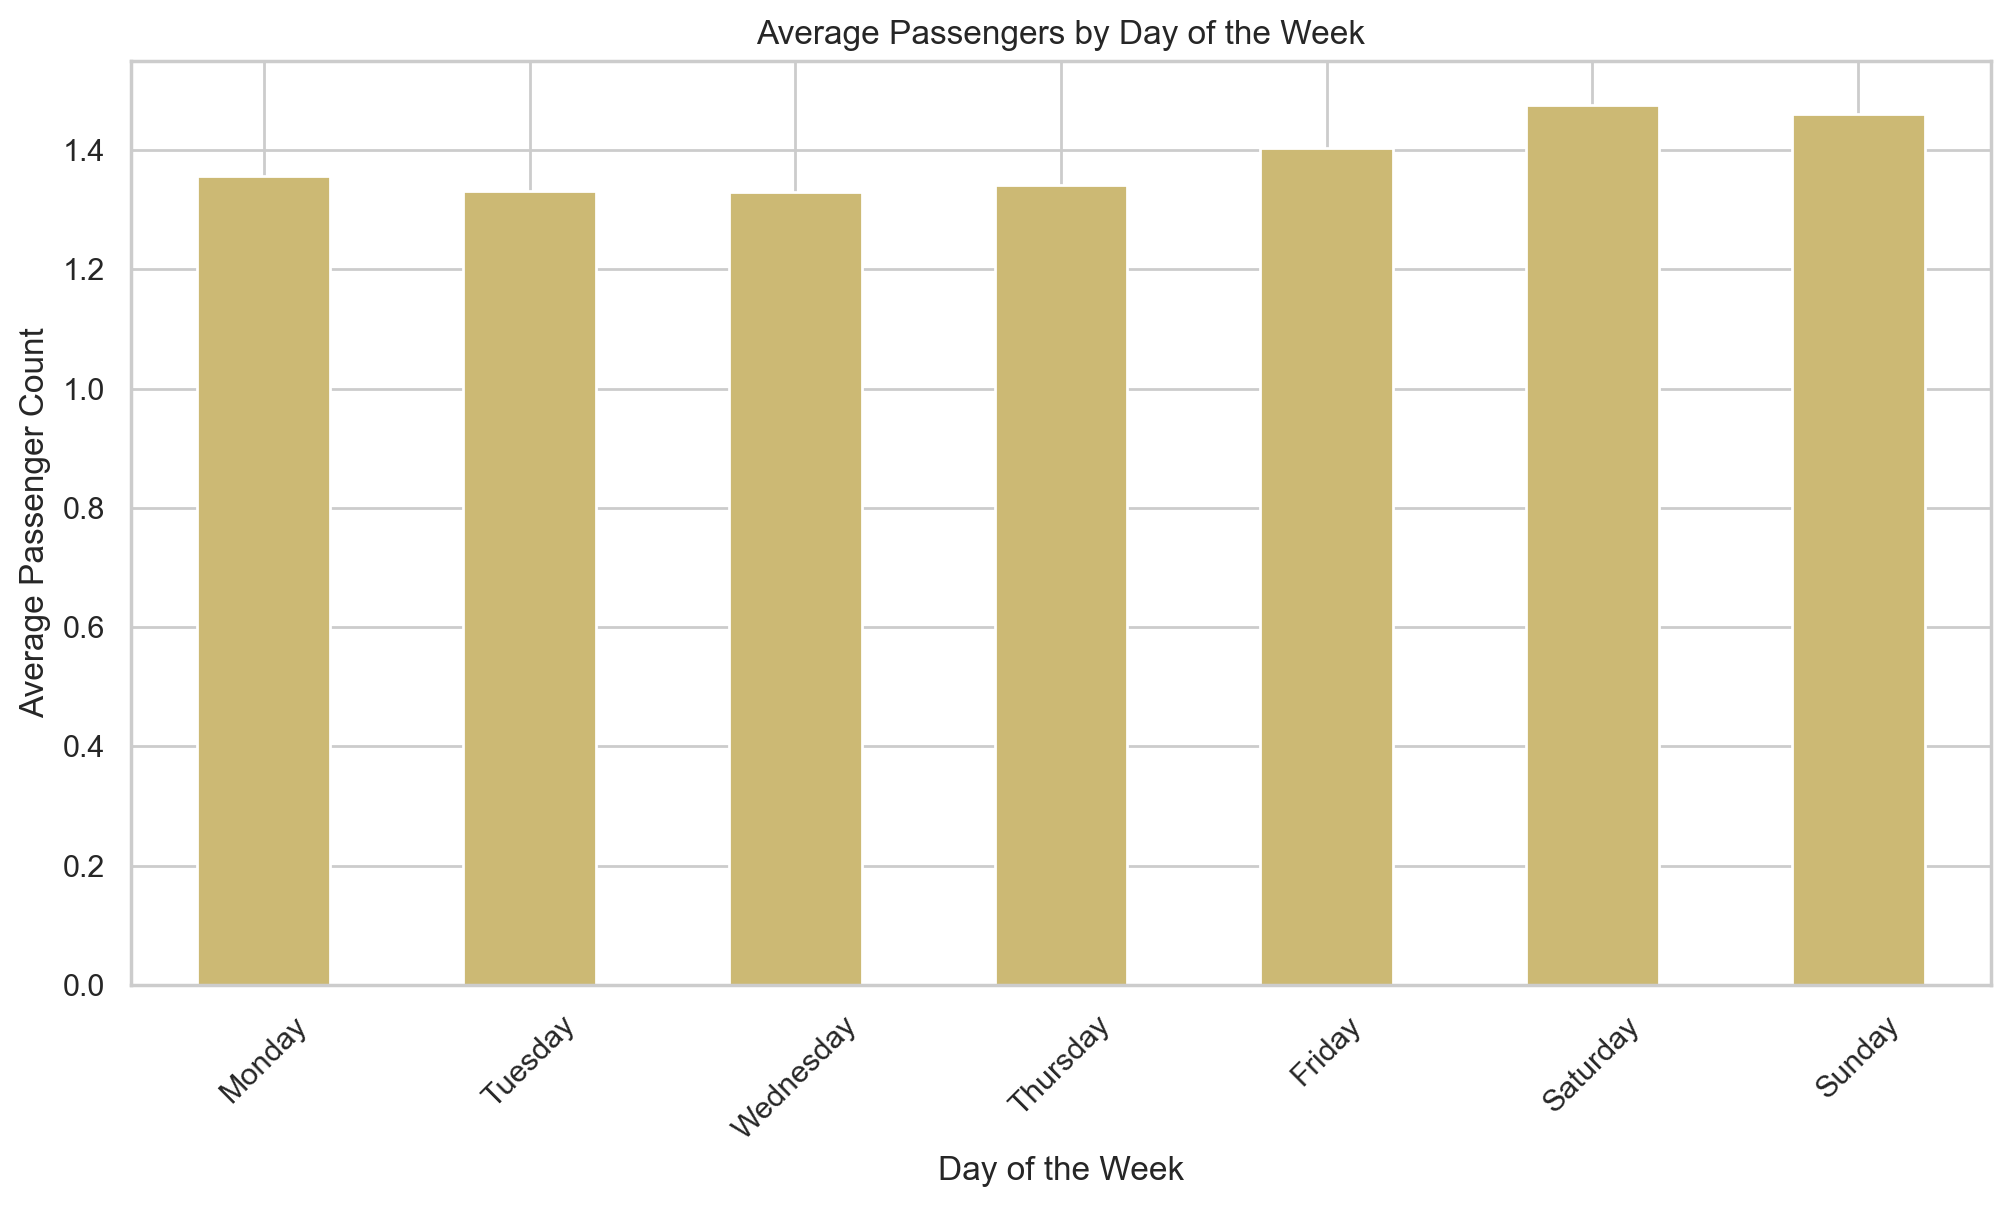 Average Passengers by Day of the Week
Average Passenger Count
1.4
1.2
1.0
0.8
0.6
0.4
0.2
0.0
Monday
Tuesday
Wednesday
Thursday
Friday
Saturday
Sunday
Day of the Week